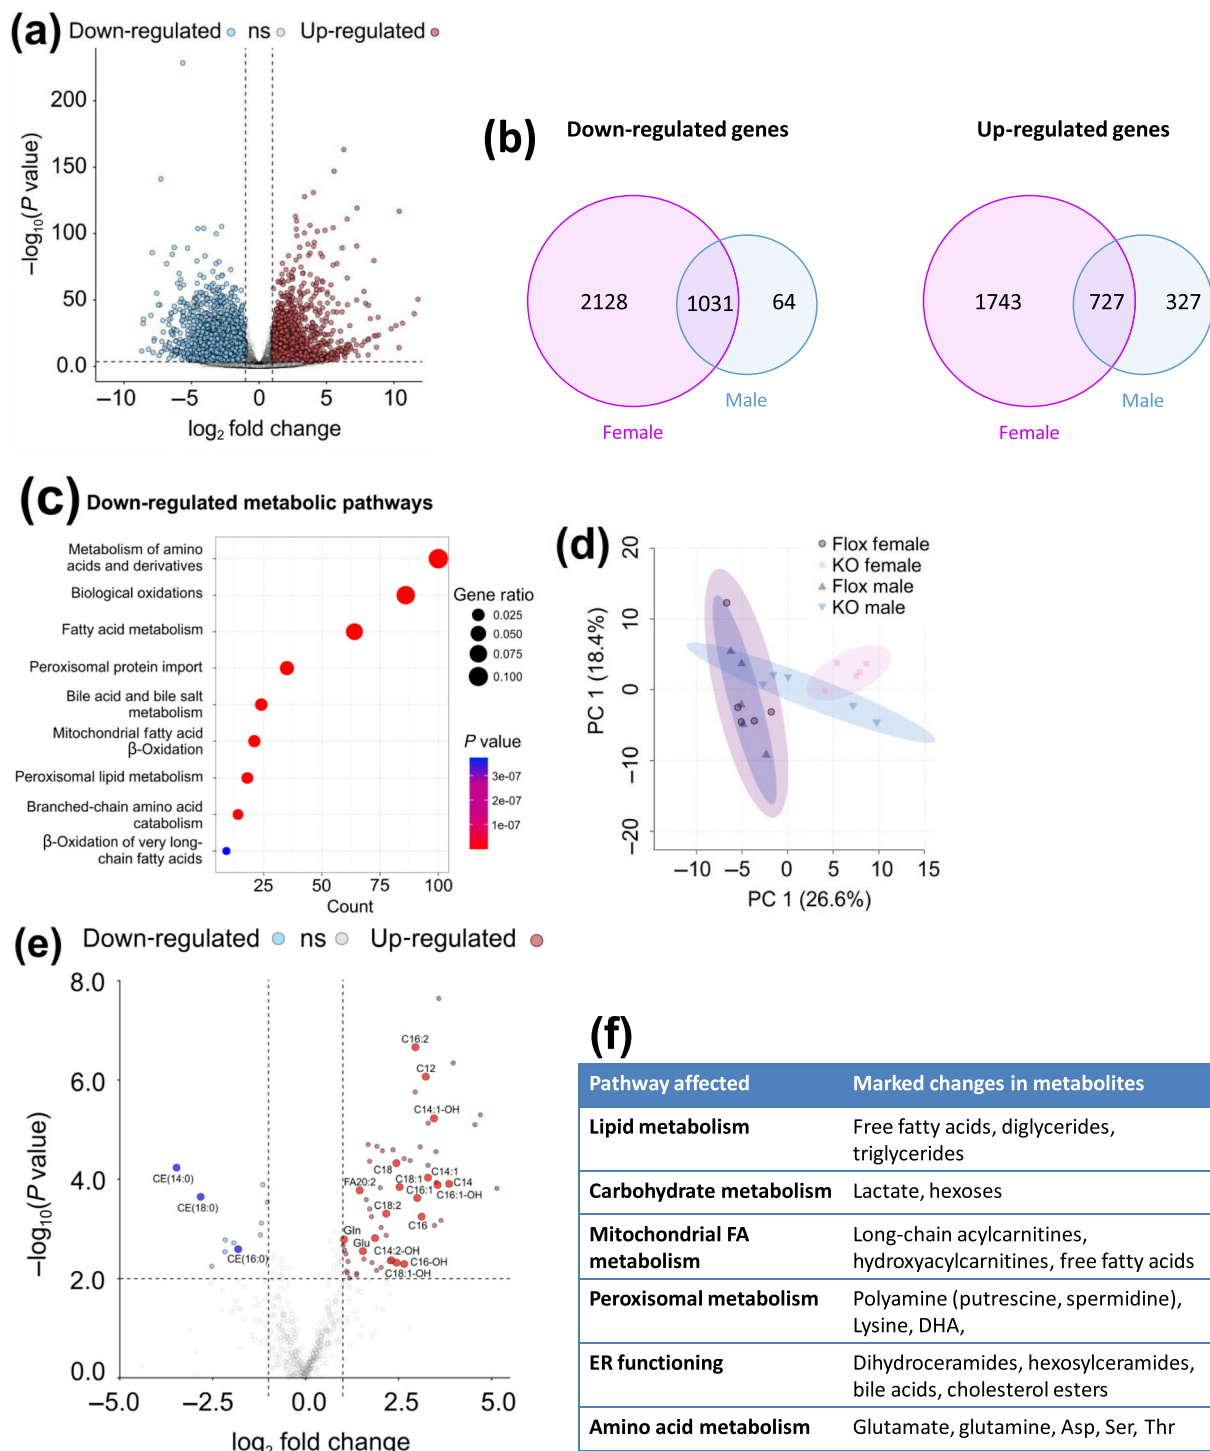 (a) Down-regulated ns Up-regulated
–log10(P value)
200
150
100
50
0.0
–10 –5 0 5 10
log2 fold change
(b) Down-regulated genes Up-regulated genes
2128 1031 64
Male
Female
1743 727 327
Male
Female
(c) Down-regulated metabolic pathways
Metabolism of amino
acids and derivatives
Biological oxidations
Fatty acid metabolism
Peroxisomal protein import
Bile acid and bile salt
metabolism
Mitochondrial fatty acid
β-Oxidation
Peroxisomal lipid metabolism
Branched-chain amino acid
catabolism
β-Oxidation of very long-
chain fatty acids
25 50 75 100
Count
Gene ratio
0.025
0.050
0.075
0.100
P value
3e-07
2e-07
1e-07
(d)
Flox female
KO female
Flox male
KO male
PC 1 (18.4%)
20
10
0
–10
–20
–10 –5 0 5 10 15
PC 1 (26.6%)
(e) Down-regulated ns Up-regulated
–log10(P value)
8.0
6.0
4.0
2.0
0.0
C16:2
C12
C14:1-OH
C18
C14:1
FA20:2
C18:1
C14
C16:1
C16:1-OH
C18:2
C16
Gln
Glu
C14:2-OH
C16-OH
C18:1-OH
CE(14:0)
CE(18:0)
CE(16:0)
–5.0 –2.5 0.0 2.5 5.0
log2 fold change
(f)
Pathway affected Marked changes in metabolites
Lipid metabolism Free fatty acids, diglycerides,
triglycerides
Carbohydrate metabolism Lactate, hexoses
Mitochondrial FA Long-chain acylcarnitines,
metabolism hydroxyacylcarnitines, free fatty acids
Peroxisomal metabolism Polyamine (putrescine, spermidine),
Lysine, DHA,
ER functioning Dihydroceramides, hexosylceramides,
bile acids, cholesterol esters
Amino acid metabolism Glutamate, glutamine, Asp, Ser, Thr